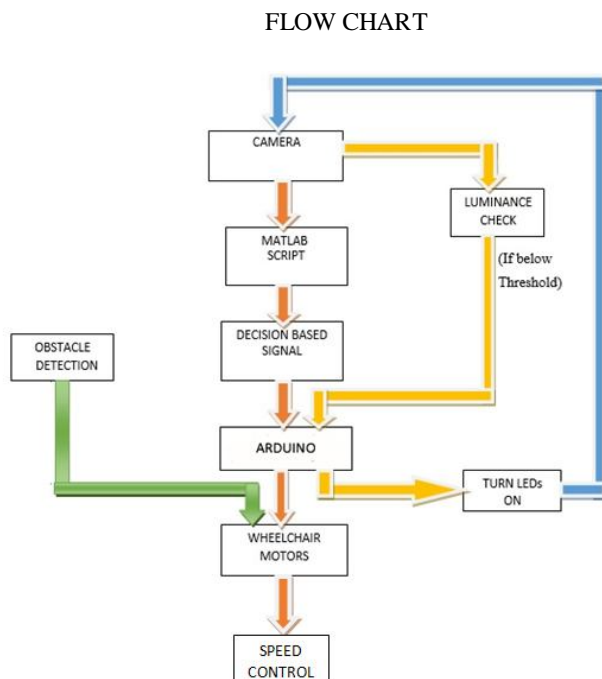 FLOW CHART
CAMERA
LUMINANCE
CHECK
MATLAB
SCRIPT
(If below
Threshold)
DECISION BASED
SIGNAL
OBSTACLE
DETECTION
ARDUINO
TURN LEDs
ON
WHEELCHAIR
MOTORS
SPEED
CONTROL